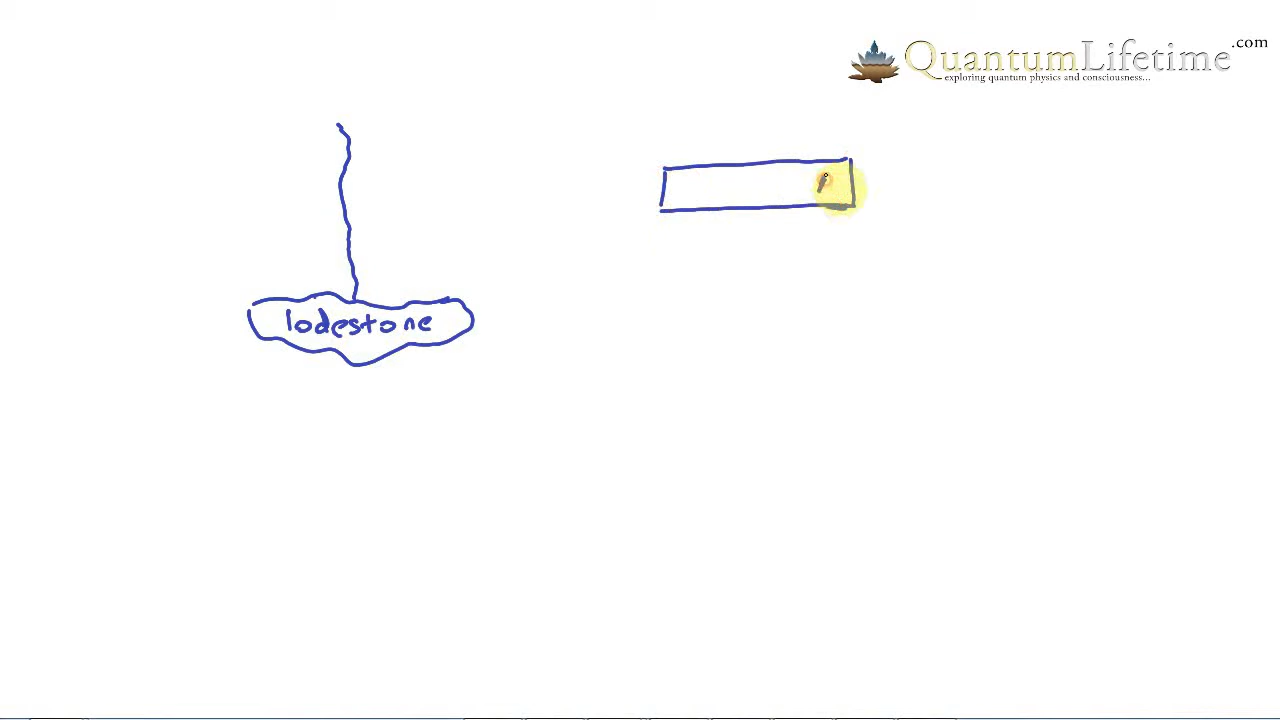 QuantumLifetime.com
exploring quantum physics and consciousness...
lodestone